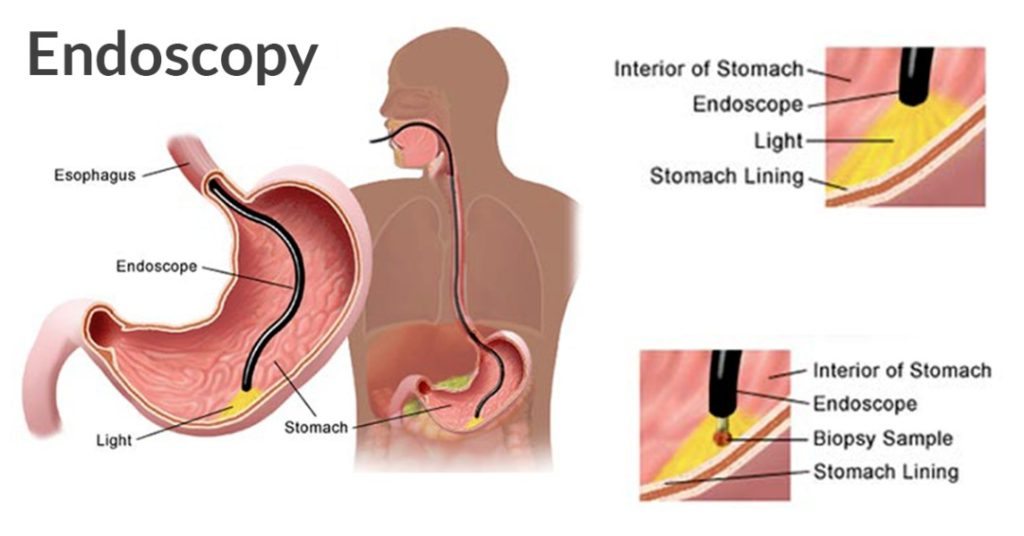 Endoscopy
Esophagus
Endoscope
Light
Stomach
Interior of Stomach
Endoscope
Light
Stomach Lining
Interior of Stomach
Endoscope
Biopsy Sample
Stomach Lining